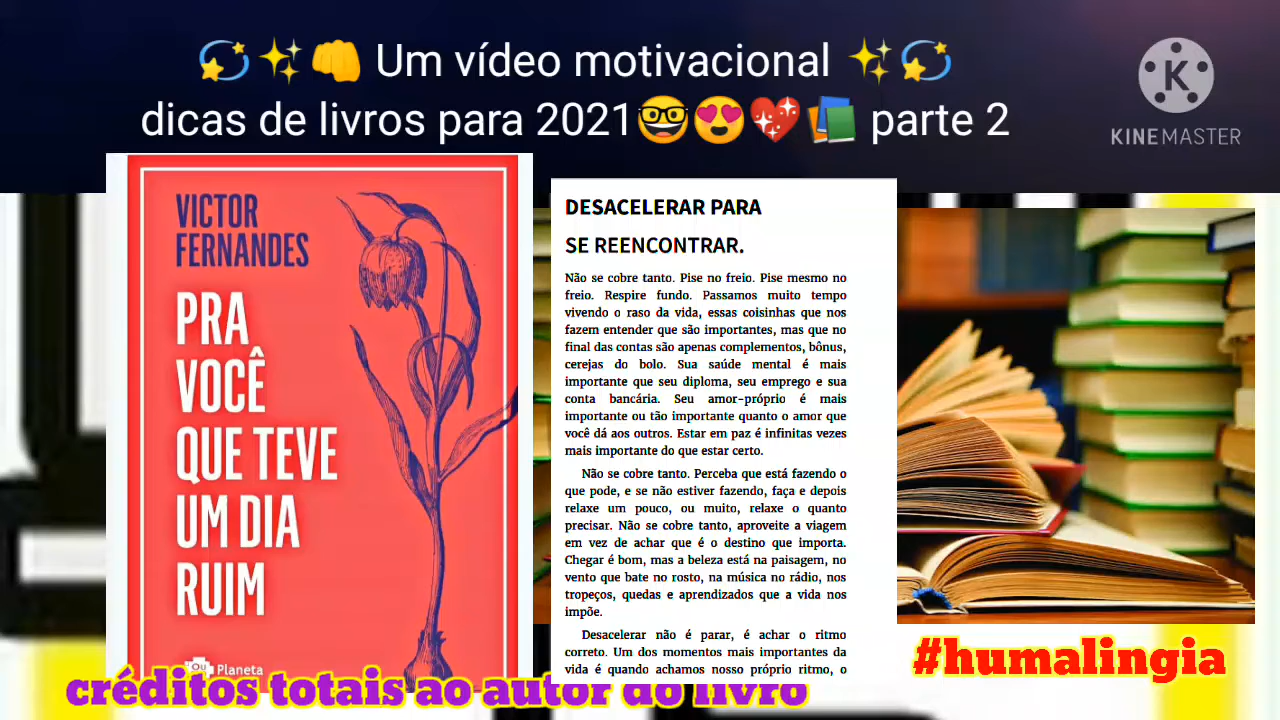 💫✨👊 Um vídeo motivacional ✨💫
dicas de livros para 2021🤓😍💖📚 parte 2
K
KINEMASTER
VICTOR
FERNANDES
PRA
VOCÊ
QUE TEVE
UM DIA
RUIM
Planeta
DESACELERAR PARA
SE REENCONTRAR.
Não se cobre tanto. Pise no freio. Pise mesmo no
freio. Respire fundo. Passamos muito tempo
vivendo o raso da vida, essas coisinhas que nos
fazem entender que são importantes, mas que no
final das contas são apenas complementos, bônus,
cerejas do bolo. Sua saúde mental é mais
importante que seu diploma, seu emprego e sua
conta bancária. Seu amor-próprio é mais
importante ou tão importante quanto o amor que
você dá aos outros. Estar em paz é infinitas vezes
mais importante do que estar certo.
Não se cobre tanto. Perceba que está fazendo o
que pode, e se não estiver fazendo, faça e depois
relaxe um pouco, ou muito, relaxe o quanto
precisar. Não se cobre tanto, aproveite a viagem
em vez de achar que é o destino que importa.
Chegar é bom, mas a beleza está na paisagem, no
vento que bate no rosto, na música no rádio, nos
tropeços, quedas e aprendizados que a vida nos
impõe.
Desacelerar não é parar, é achar o ritmo
correto. Um dos momentos mais importantes da
vida é quando achamos nosso próprio ritmo, o
#humalingia
créditos totais ao autor do livro